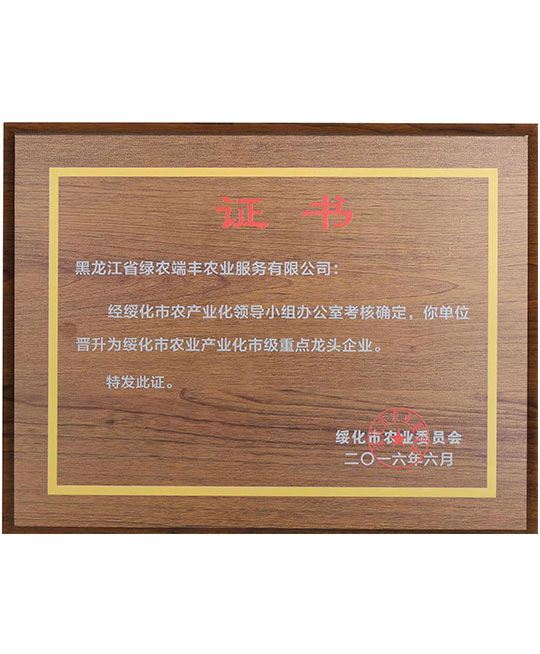 证书
黑龙江省绿农端丰农业服务有限公司：
经绥化市农产业化领导小组办公室考核确定，你单位
晋升为绥化市农业产业化市级重点龙头企业。
特发此证。
绥化市农业委员会
二〇一六年六月